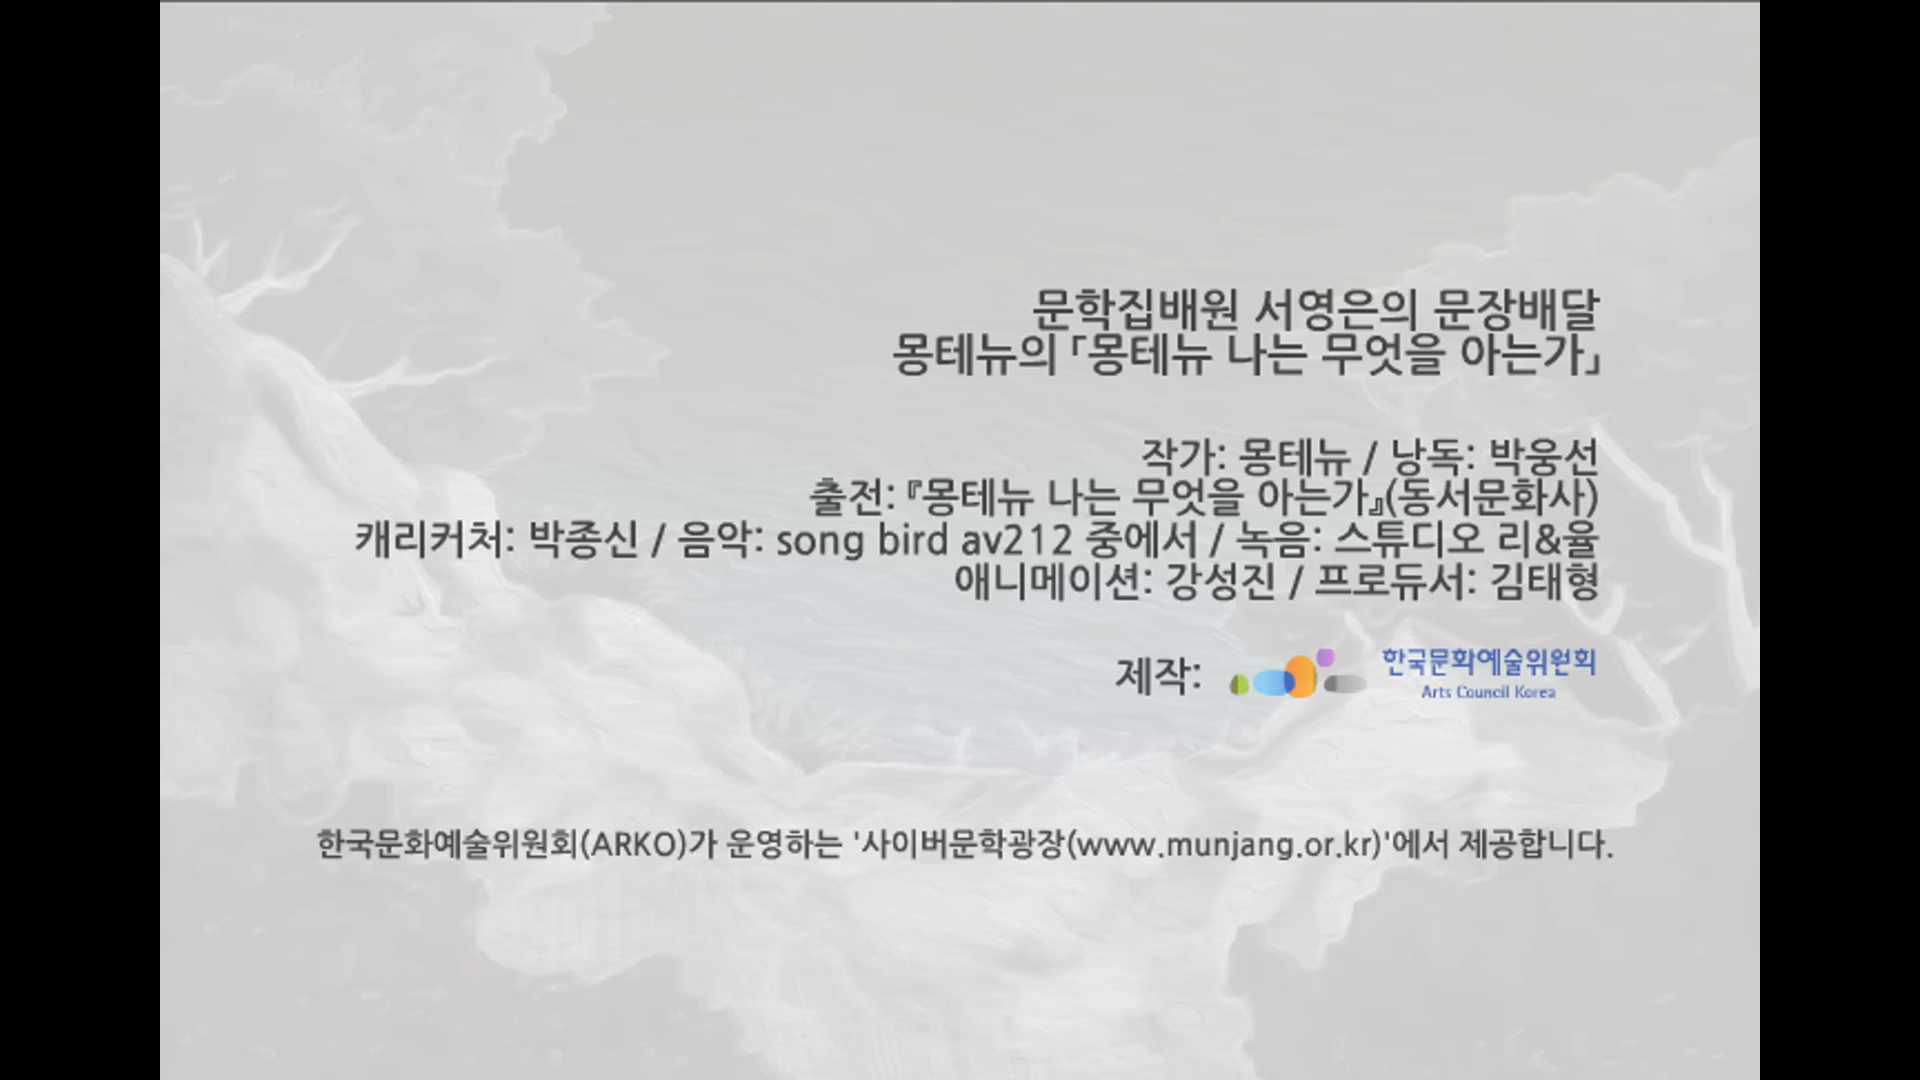 문학집배원 서영은의 문장배달
몽테뉴의 「몽테뉴 나는 무엇을 아는가」
작가: 몽테뉴 / 낭독: 박웅선
출전: 『몽테뉴 나는 무엇을 아는가』(동서문화사)
캐리커처: 박종신 / 음악: song bird av212 중에서 / 녹음: 스튜디오 리&율
애니메이션: 강성진 / 프로듀서: 김태형
제작: 한국문화예술위원회
Arts Council Korea
한국문화예술위원회(ARKO)가 운영하는 '사이버문학광장(www.munjang.or.kr)'에서 제공합니다.